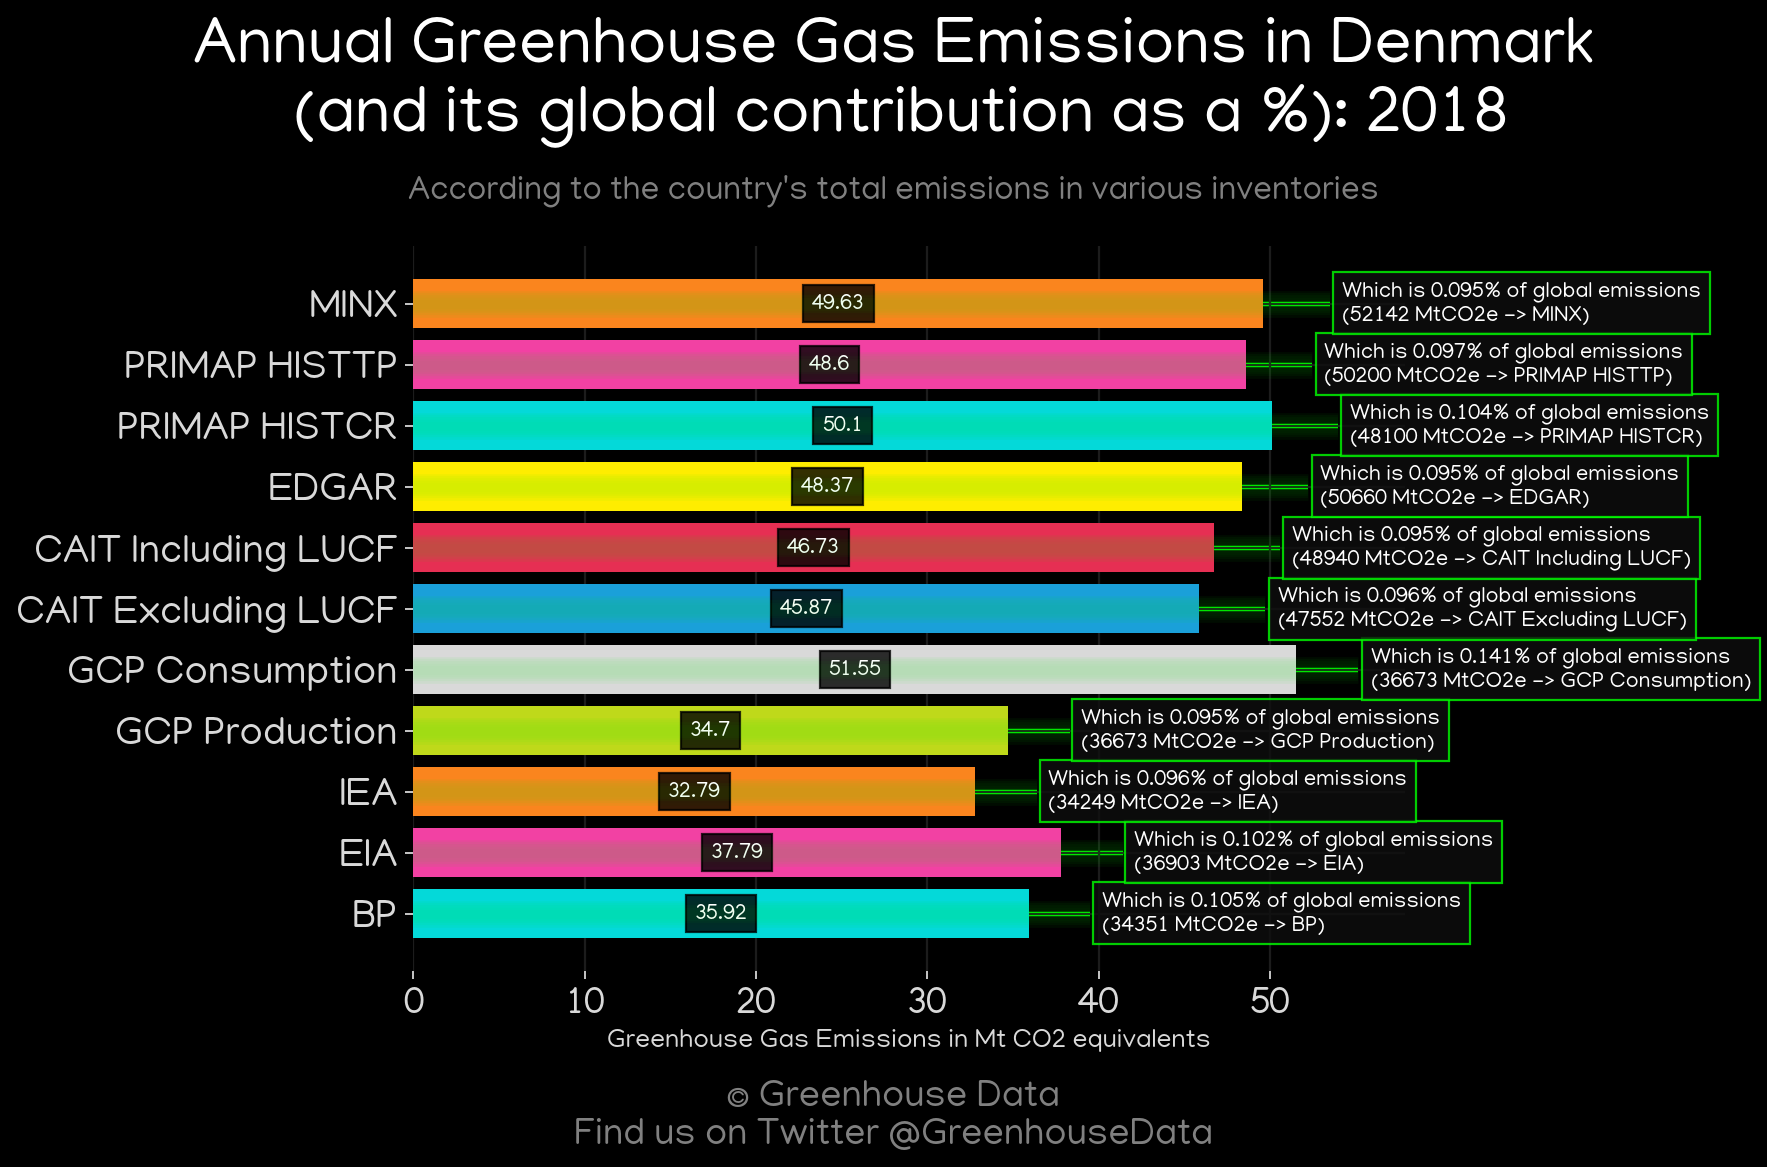 Annual Greenhouse Gas Emissions in Denmark
(and its global contribution as a %): 2018
According to the country's total emissions in various inventories
MINX
49.63
Which is 0.095% of global emissions
(52142 MtCO2e -> MINX)
PRIMAP HISTTP
48.6
Which is 0.097% of global emissions
(50200 MtCO2e -> PRIMAP HISTTP)
PRIMAP HISTCR
50.1
Which is 0.104% of global emissions
(48100 MtCO2e -> PRIMAP HISTCR)
EDGAR
48.37
Which is 0.095% of global emissions
(50660 MtCO2e -> EDGAR)
CAIT Including LUCF
46.73
Which is 0.095% of global emissions
(48940 MtCO2e -> CAIT Including LUCF)
CAIT Excluding LUCF
45.87
Which is 0.096% of global emissions
(47552 MtCO2e -> CAIT Excluding LUCF)
GCP Consumption
51.55
Which is 0.141% of global emissions
(36673 MtCO2e -> GCP Consumption)
GCP Production
34.7
Which is 0.095% of global emissions
(36673 MtCO2e -> GCP Production)
IEA
32.79
Which is 0.096% of global emissions
(34249 MtCO2e -> IEA)
EIA
37.79
Which is 0.102% of global emissions
(36903 MtCO2e -> EIA)
BP
35.92
Which is 0.105% of global emissions
(34351 MtCO2e -> BP)
0 10 20 30 40 50
Greenhouse Gas Emissions in Mt CO2 equivalents
© Greenhouse Data
Find us on Twitter @GreenhouseData